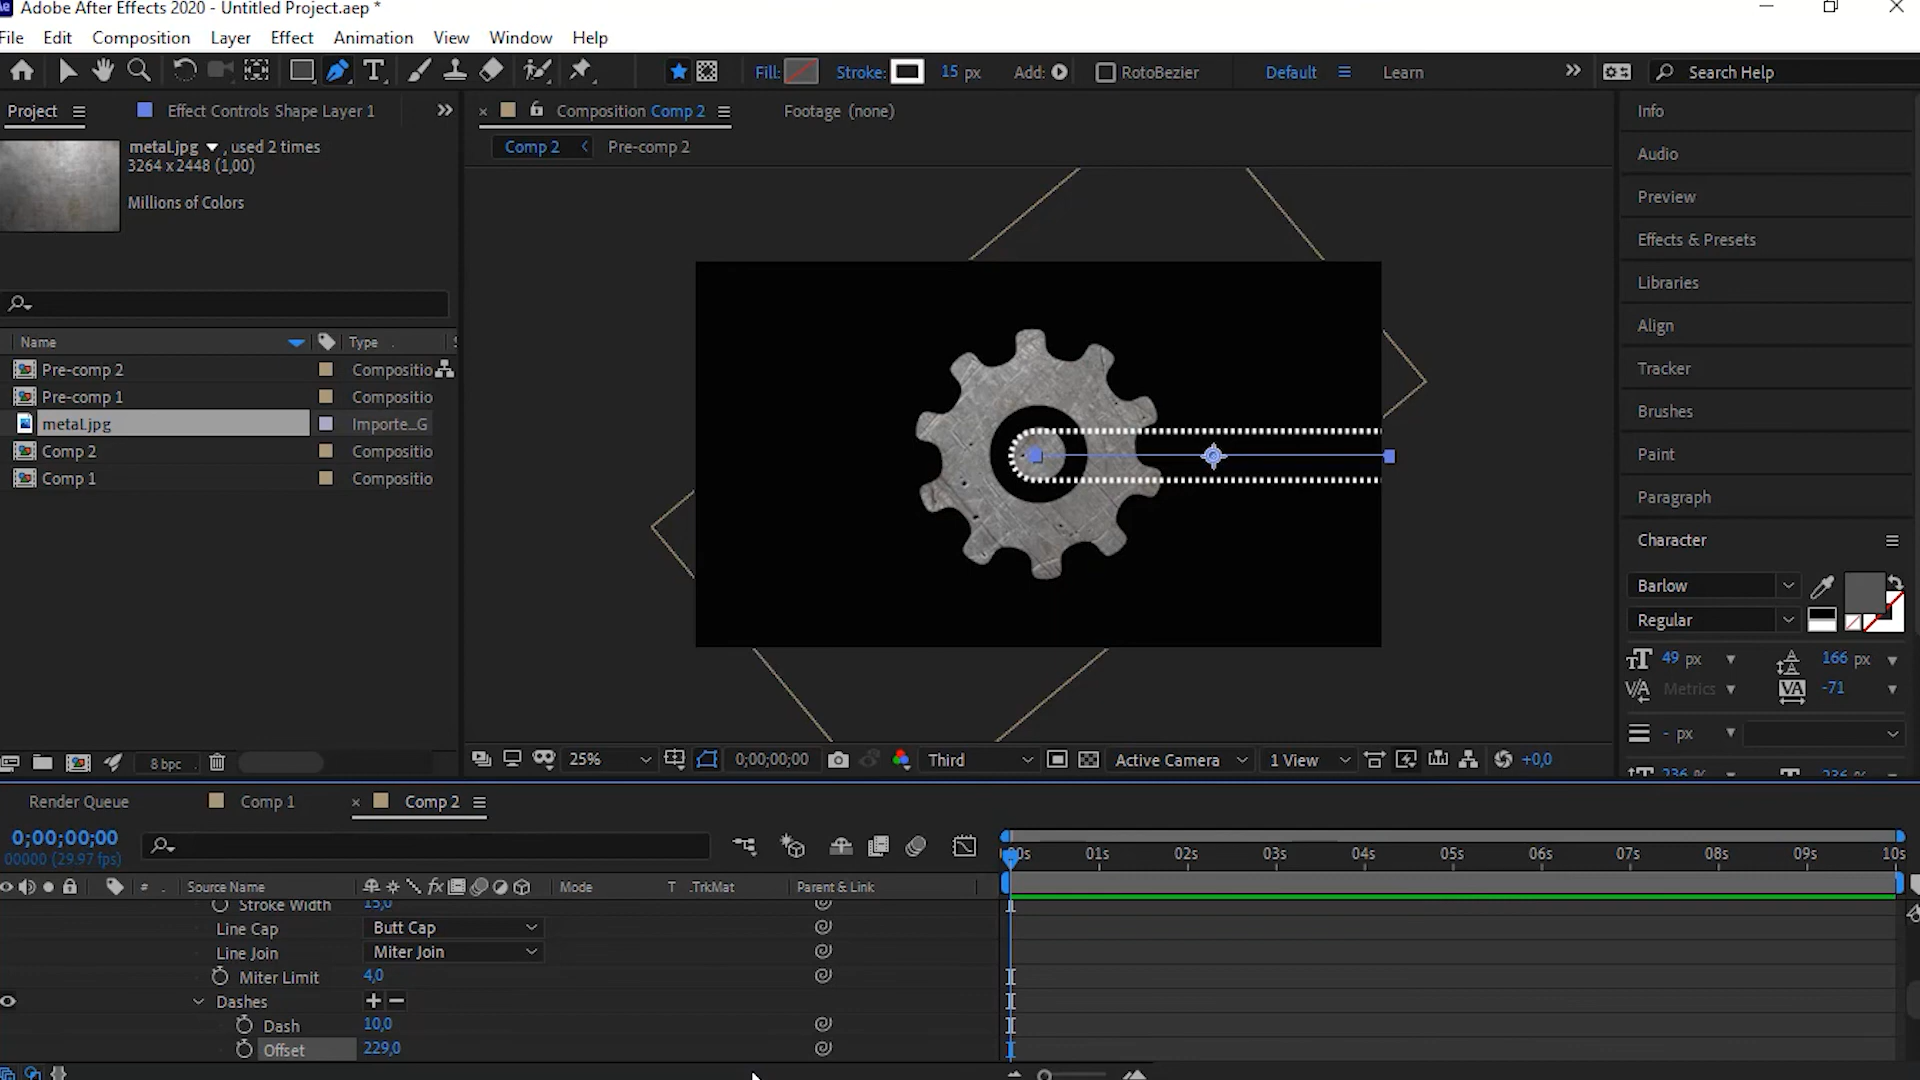 Adobe After Effects 2020 - Untitled Project.aep *
File Edit Composition Layer Effect Animation View Window Help
Fill: Stroke: 15 px Add: RotoBezier Default Learn Search Help
Project Effect Controls Shape Layer 1
Composition Comp 2 Footage (none)
metal.jpg , used 2 times
3264 x 2448 (1,00)
Millions of Colors
Comp 2 Pre-comp 2
Name Type
Pre-comp 2 Compositio
Pre-comp 1 Compositio
metal.jpg Importe_G
Comp 2 Compositio
Comp 1 Compositio
8 bpc
25% 0;00;00;00 Third Active Camera 1 View +0,0
Info
Audio
Preview
Effects & Presets
Libraries
Align
Tracker
Brushes
Paint
Paragraph
Character
Barlow
Regular
49 px 166 px
Metrics -71
- px
236 % 236 %
Render Queue Comp 1 Comp 2
0;00;00;00
00000 (29.97 fps)
00s 01s 02s 03s 04s 05s 06s 07s 08s 09s 10s
# Source Name Mode T .TrkMat Parent & Link
Stroke Width 15,0
Line Cap Butt Cap
Line Join Miter Join
Miter Limit 4,0
Dashes
Dash 10,0
Offset 229,0